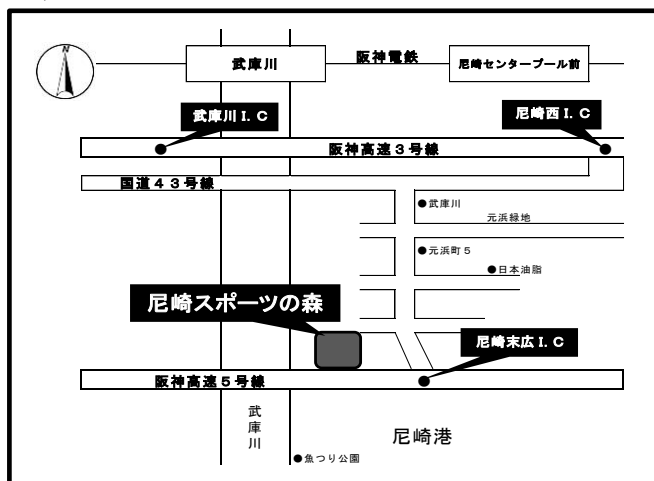 N
武庫川
阪神電鉄
尼崎センタープール前
武庫川I.C
尼崎西I.C
阪神高速3号線
国道43号線
●武庫川
元浜緑地
●元浜町5
●日本油脂
尼崎スポーツの森
尼崎末広I.C
阪神高速5号線
武庫川
尼崎港
●魚つり公園